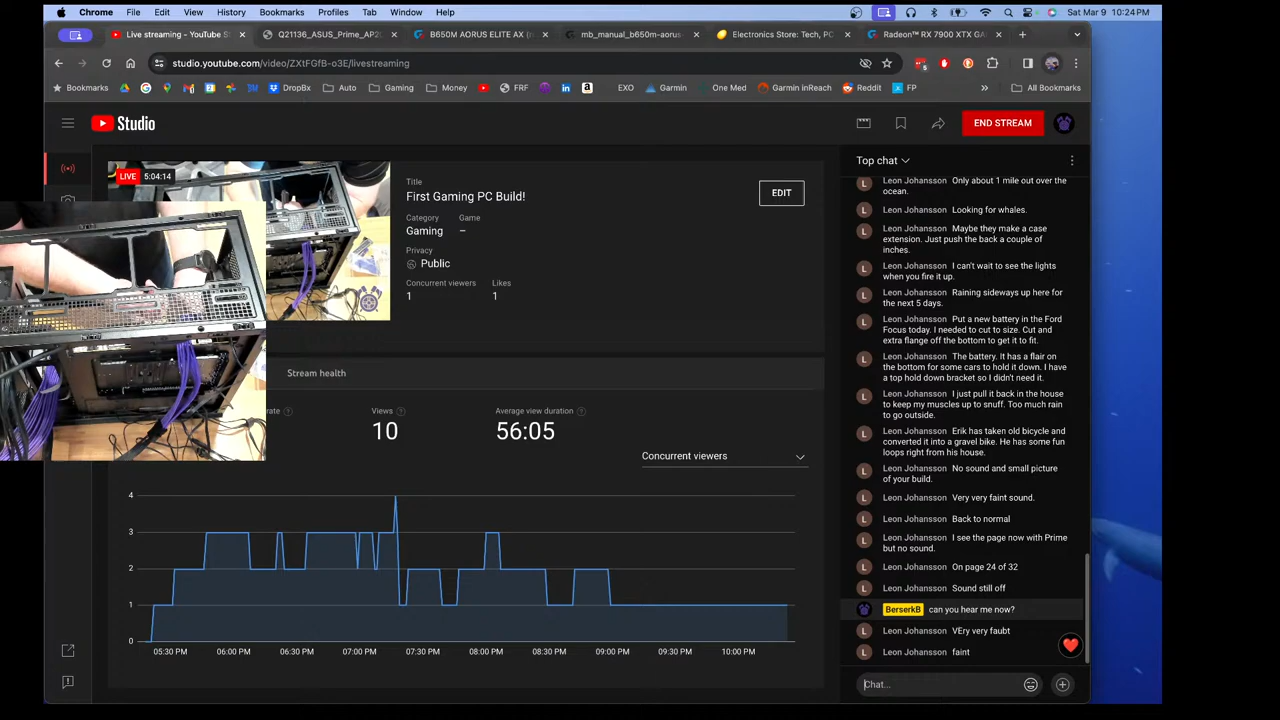 Chrome File Edit View History Bookmarks Profiles Tab Window Help Sat Mar 9 10:24PM
Live streaming - YouTube S Q21136_ASUS_Prime_AP20 B650M AORUS ELITE AX ( mb_manual_b650m-aorus- Electronics Store: Tech, PC Radeon™ RX 7900 XTX GA
studio.youtube.com/video/ZXtFGfB-o3E/livestreaming
Bookmarks DropBx Auto Gaming Money FRF EXO Garmin One Med Garmin inReach Reddit FP All Bookmarks
Studio
END STREAM
LIVE 5:04:14
Title
First Gaming PC Build!
EDIT
Category Game
Gaming –
Privacy
Public
Concurrent viewers Likes
1 1
Stream health
rate Views Average view duration
10 56:05
Concurrent viewers
4
3
2
1
0
05:30 PM 06:00 PM 06:30 PM 07:00 PM 07:30 PM 08:00 PM 08:30 PM 09:00 PM 09:30 PM 10:00 PM
Top chat
Leon Johansson Only about 1 mile out over the
ocean.
Leon Johansson Looking for whales.
Leon Johansson Maybe they make a case
extension. Just push the back a couple of
inches.
Leon Johansson I can't wait to see the lights
when you fire it up.
Leon Johansson Raining sideways up here for
the next 5 days.
Leon Johansson Put a new battery in the Ford
Focus today. I needed to cut to size. Cut and
extra flange off the bottom to get it to fit.
Leon Johansson The battery. It has a flair on
the bottom for some cars to hold it down. I have
a top hold down bracket so I didn't need it.
Leon Johansson I just pull it back in the house
to keep my muscles up to snuff. Too much rain
to go outside.
Leon Johansson Erik has taken old bicycle and
converted it into a gravel bike. He has some fun
loops right from his house.
Leon Johansson No sound and small picture
of your build.
Leon Johansson Very very faint sound.
Leon Johansson Back to normal
Leon Johansson I see the page now with Prime
but no sound.
Leon Johansson On page 24 of 32
Leon Johansson Sound still off
BerserkB can you hear me now?
Leon Johansson VEry very faubt
Leon Johansson faint
Chat...